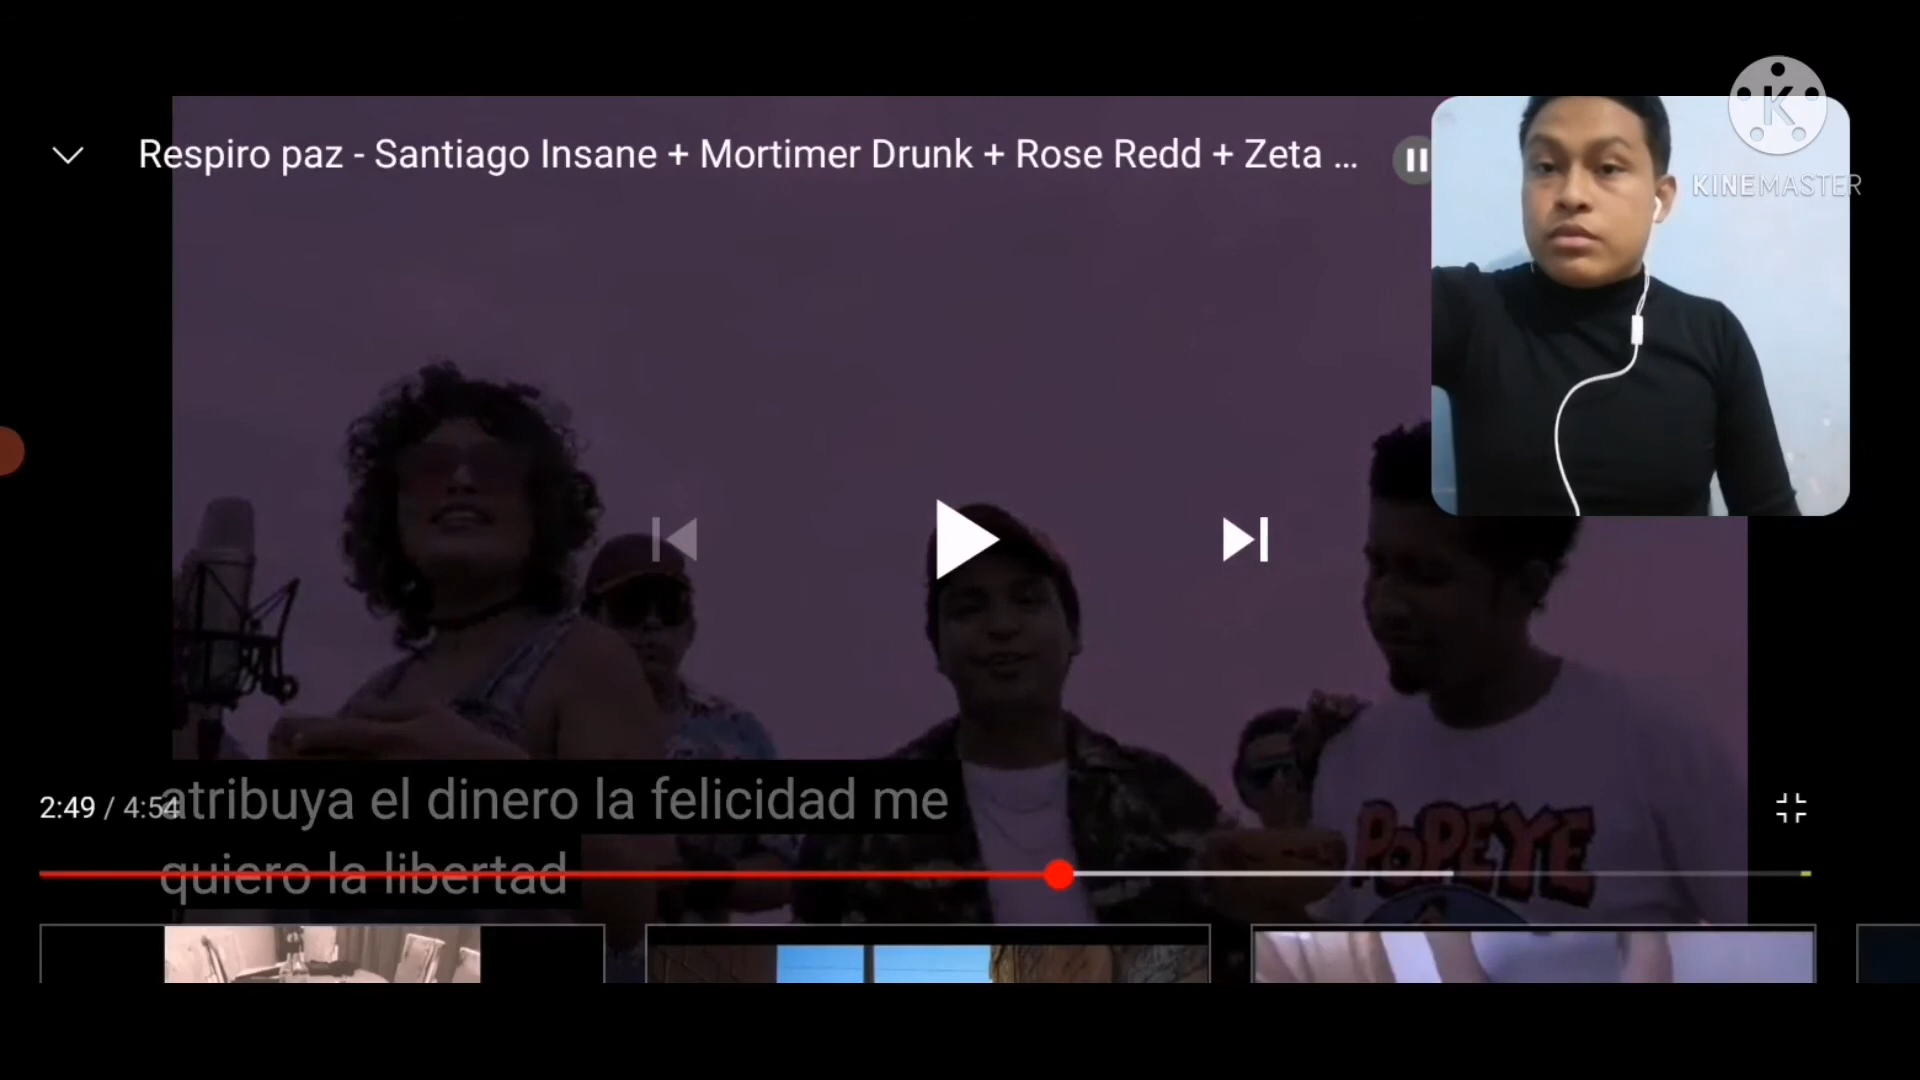 Respiro paz - Santiago Insane + Mortimer Drunk + Rose Redd + Zeta ...
K
KINEMASTER
atribuya el dinero la felicidad me
2:49 / 4:54
quiero la libertad
POPEYE